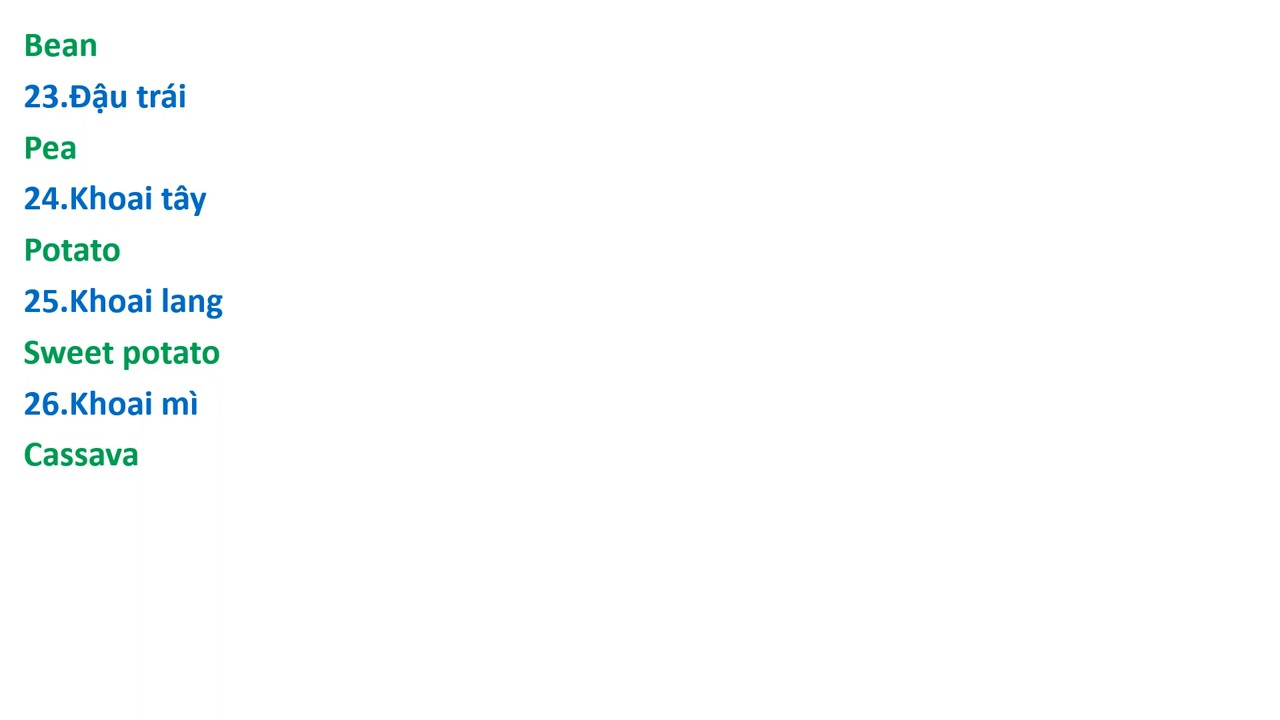 Bean
23.Đậu trái
Pea
24.Khoai tây
Potato
25.Khoai lang
Sweet potato
26.Khoai mì
Cassava